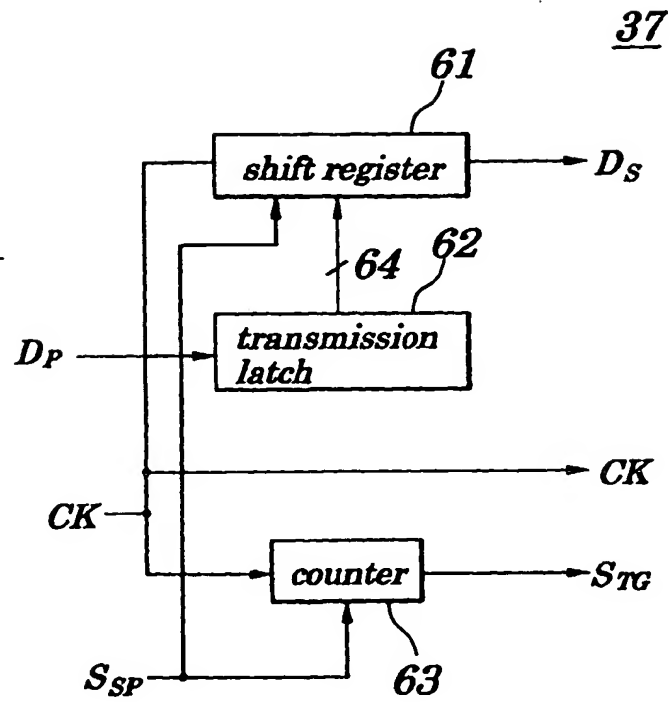 37
61
shift register
D_S
64
62
D_P
transmission
latch
CK
CK
counter
S_TG
S_SP
63